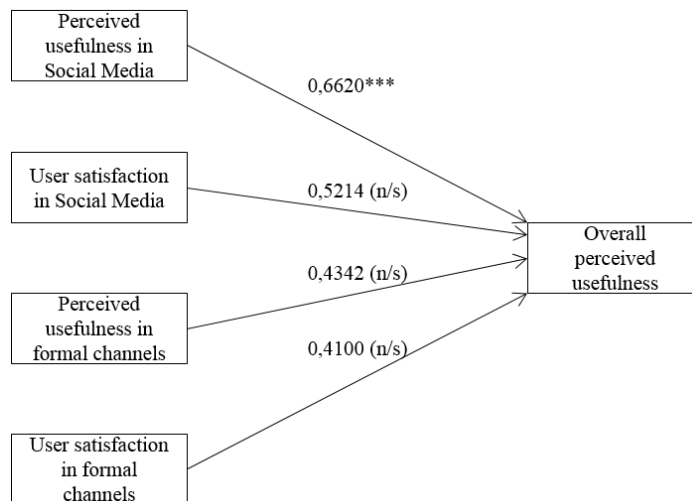 Perceived
usefulness in
Social Media
0,6620***
User satisfaction
in Social Media
0,5214 (n/s)
Overall
perceived
usefulness
0,4342 (n/s)
Perceived
usefulness in
formal channels
0,4100 (n/s)
User satisfaction
in formal
channels